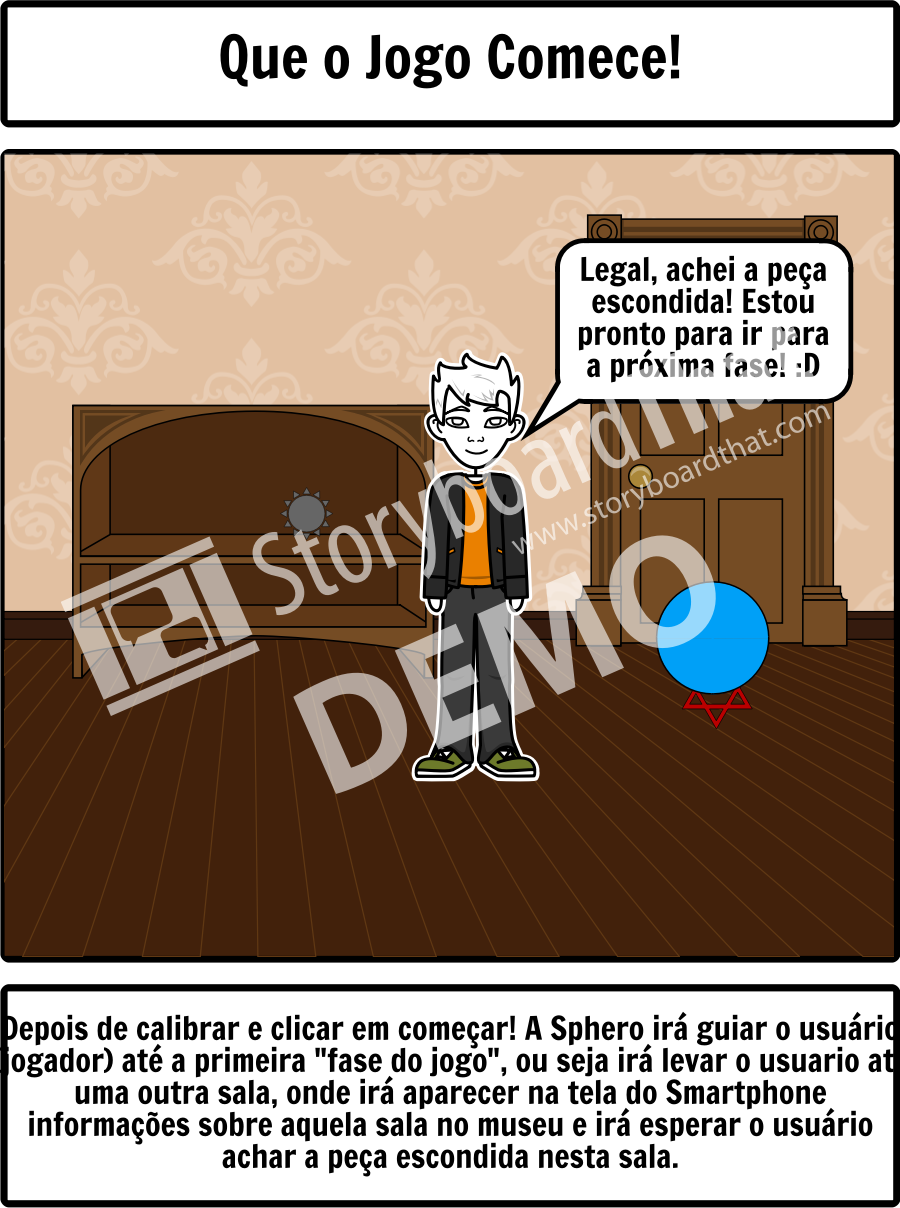 Que o Jogo Comece!
Legal, achei a peça
escondida! Estou
pronto para ir para
a próxima fase! :D
StoryboardThat
www.storyboardthat.com
DEMO
Depois de calibrar e clicar em começar! A Sphero irá guiar o usuário
jogador) até a primeira "fase do jogo", ou seja irá levar o usuario at
uma outra sala, onde irá aparecer na tela do Smartphone
informações sobre aquela sala no museu e irá esperar o usuário
achar a peça escondida nesta sala.